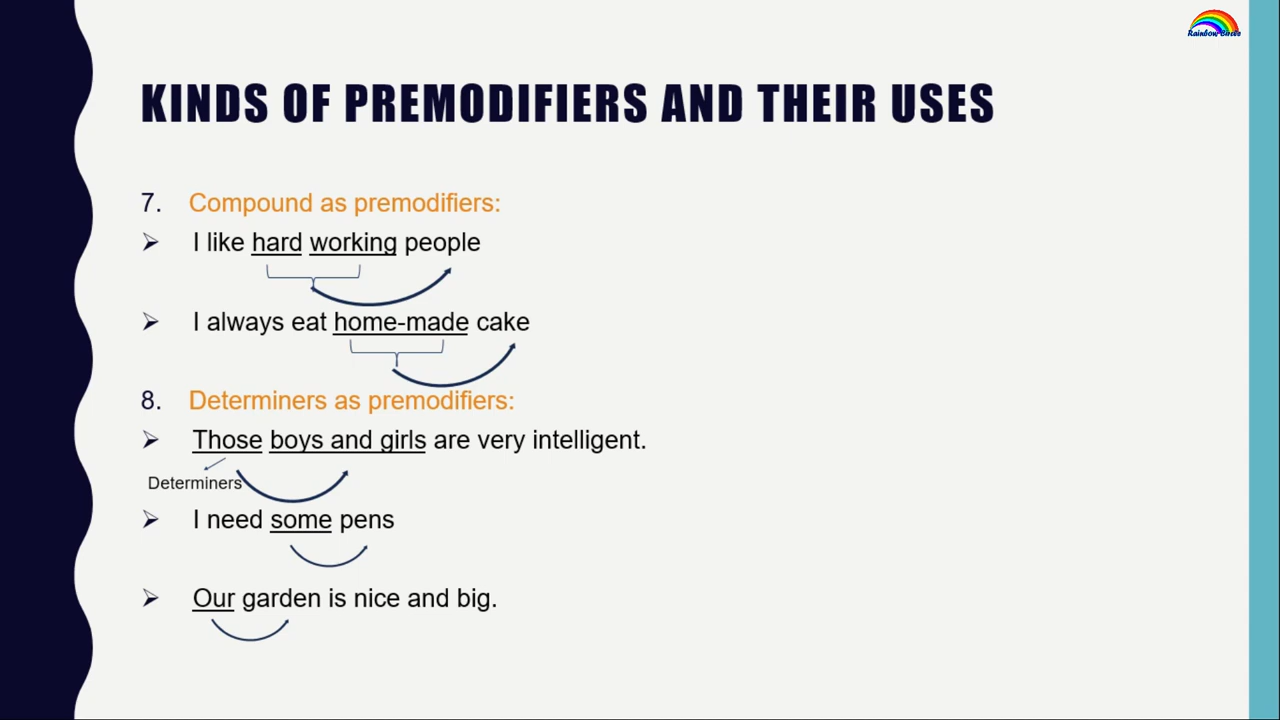 KINDS OF PREMODIFIERS AND THEIR USES
7. Compound as premodifiers:
➢ I like hard working people
➢ I always eat home-made cake
8. Determiners as premodifiers:
➢ Those boys and girls are very intelligent.
Determiners
➢ I need some pens
➢ Our garden is nice and big.
Rainbow